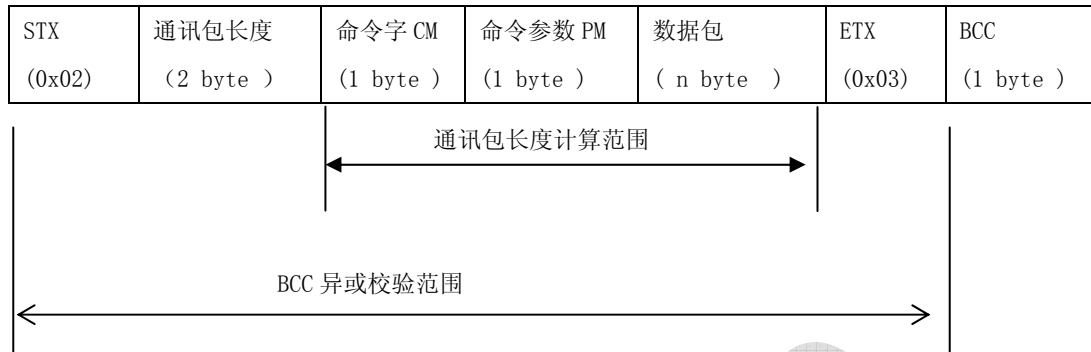 STX 通讯包长度 命令字 CM 命令参数 PM 数据包 ETX BCC
(0x02) （2 byte ） (1 byte ) (1 byte ) ( n byte ) (0x03) (1 byte )
通讯包长度计算范围
BCC 异或校验范围